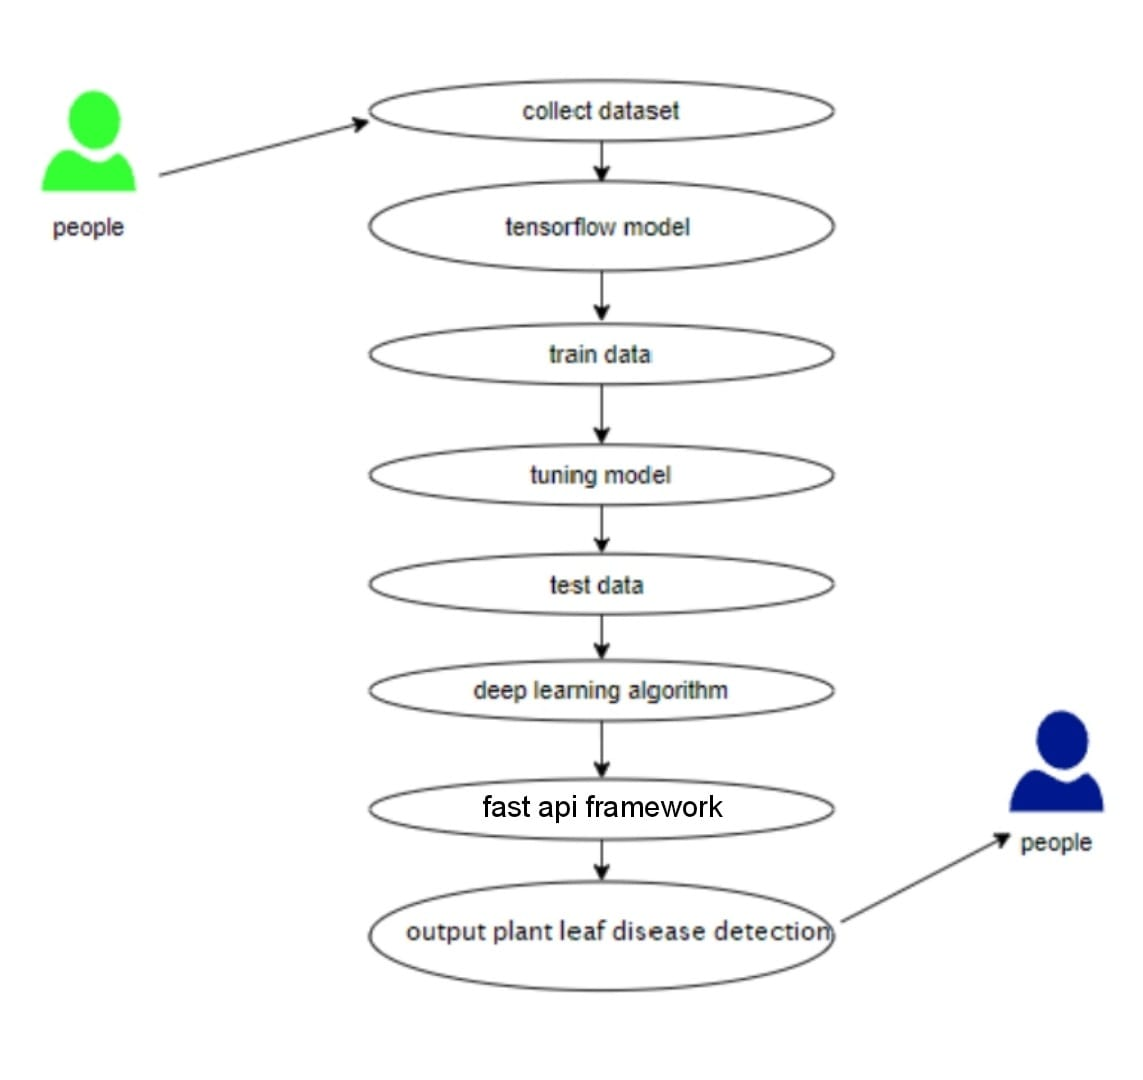 collect dataset
people
tensorflow model
train data
tuning model
test data
deep learning algorithm
fast api framework
people
output plant leaf disease detection